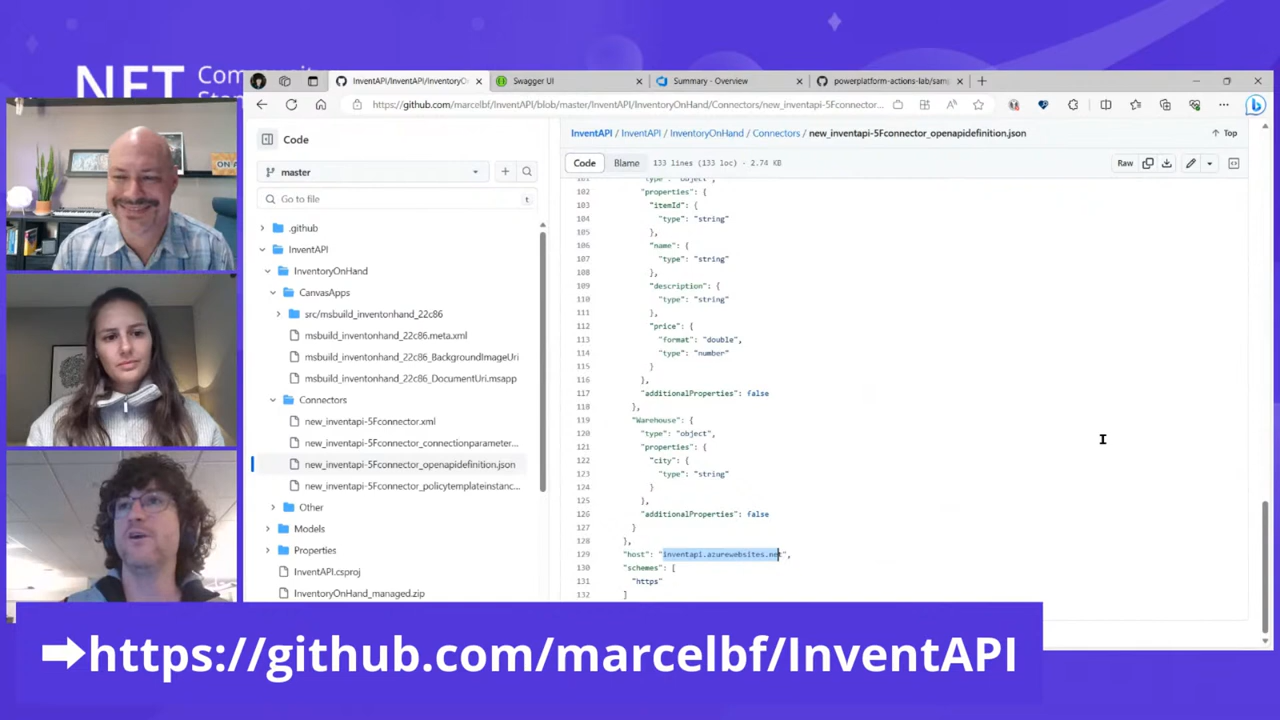 NET Community
ON A
InventAPI/InventAPI/InventoryO
Swagger UI
Summary - Overview
powerplatform-actions-lab/sam
https://github.com/marcelbf/InventAPI/blob/master/InventAPI/InventoryOnHand/Connectors/new_inventapi-5Fconnector...
Code
InventAPI / InventAPI / InventoryOnHand / Connectors / new_inventapi-5Fconnector_openapidefinition.json
Top
master
Code Blame 133 lines (133 loc) · 2.74 KB
Raw
Go to file
t
.github
InventAPI
InventoryOnHand
CanvasApps
src/msbuild_inventonhand_22c86
msbuild_inventonhand_22c86.meta.xml
msbuild_inventonhand_22c86_BackgroundImageUri
msbuild_inventonhand_22c86_DocumentUri.msapp
Connectors
new_inventapi-5Fconnector.xml
new_inventapi-5Fconnector_connectionparameter...
new_inventapi-5Fconnector_openapidefinition.json
new_inventapi-5Fconnector_policytemplateinstanc...
Other
Models
Properties
InventAPI.csproj
InventoryOnHand_managed.zip
101 "type": "object",
102 "properties": {
103 "itemId": {
104 "type": "string"
105 },
106 "name": {
107 "type": "string"
108 },
109 "description": {
110 "type": "string"
111 },
112 "price": {
113 "format": "double",
114 "type": "number"
115 }
116 },
117 "additionalProperties": false
118 },
119 "Warehouse": {
120 "type": "object",
121 "properties": {
122 "city": {
123 "type": "string"
124 }
125 },
126 "additionalProperties": false
127 }
128 },
129 "host": "inventapi.azurewebsites.net",
130 "schemes": [
131 "https"
132 ]
➡https://github.com/marcelbf/InventAPI